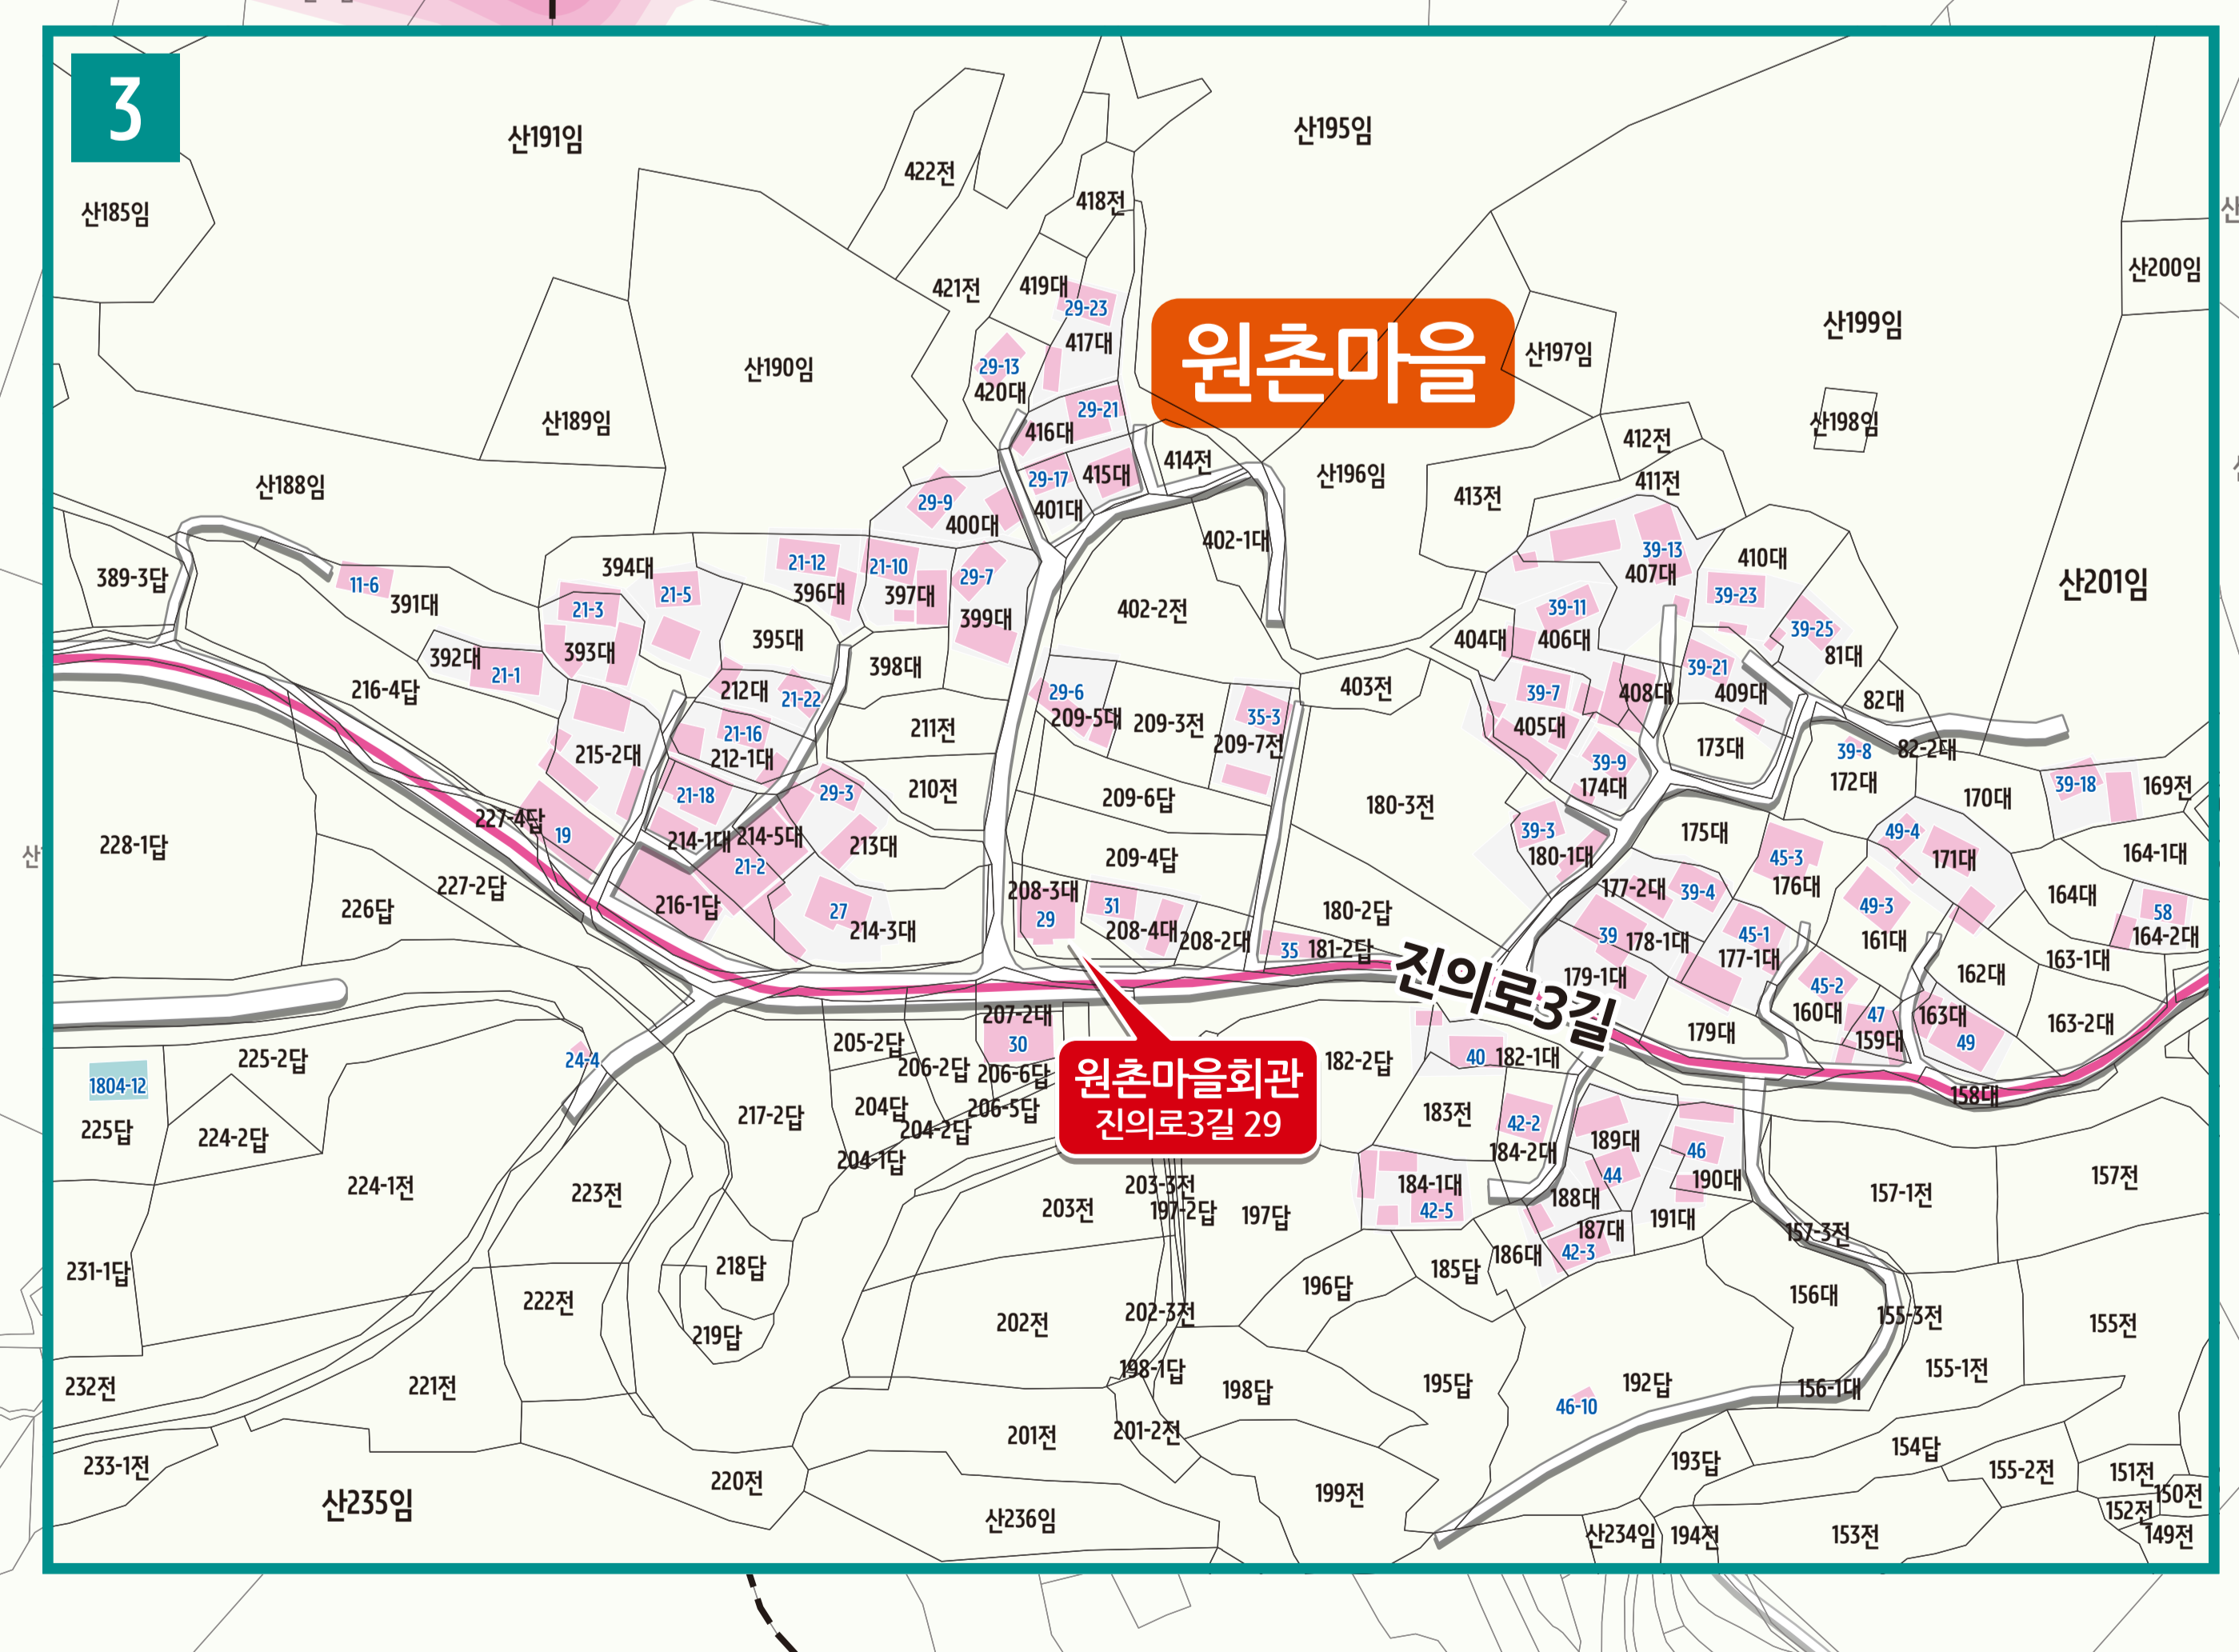 3
산191임
산195임
422전
산185임
418전
산200임
421전
419대
29-23
417대
원촌마을
산199임
산197임
산190임
29-13
420대
29-21
산189임
416대
산198임
412전
산188임
29-17
415대
414전
산196임
413전
411전
29-9
400대
401대
402-1대
39-13
407대
410대
389-3답
11-6
391대
394대
21-3
21-5
21-12
396대
21-10
397대
29-7
399대
402-2전
39-11
406대
404대
39-23
39-25
81대
산201임
392대
21-1
393대
395대
398대
216-4답
212대
21-22
29-6
209-5대
209-3전
35-3
209-7전
403전
39-7
405대
408대
39-21
409대
82대
82-2대
21-16
212-1대
211전
215-2대
39-9
174대
173대
39-8
172대
170대
39-18
169전
21-18
29-3
210전
209-6답
180-3전
228-1답
227-4답
19
214-1대
214-5대
21-2
213대
209-4답
39-3
180-1대
175대
45-3
176대
49-4
171대
164-1대
226답
227-2답
216-1답
27
214-3대
208-3대
29
31
208-4대
208-2대
180-2답
35
181-2답
177-2대
39-4
39
178-1대
45-1
177-1대
49-3
161대
164대
58
164-2대
진의로3길
179-1대
45-2
160대
162대
163-1대
207-2대
30
205-2답
206-2답
206-6답
206-5답
원촌마을회관
진의로3길 29
182-2답
40
182-1대
179대
47
159대
163대
49
163-2대
158대
1804-12
225답
225-2답
24-4
224-2답
217-2답
204답
204-2답
204-1답
183전
42-2
184-2대
189대
46
190대
224-1전
223전
203전
203-3전
197-2답
197답
184-1대
42-5
44
188대
187대
42-3
191대
157-1전
157전
157-3전
231-1답
218답
196답
185답
186대
222전
219답
202전
202-3전
156대
155-3전
155전
232전
221전
198-1답
198답
195답
192답
46-10
156-1대
155-1전
233-1전
201전
201-2전
193답
154답
155-2전
151전
150전
산235임
220전
산236임
199전
산234임
194전
153전
152전
149전